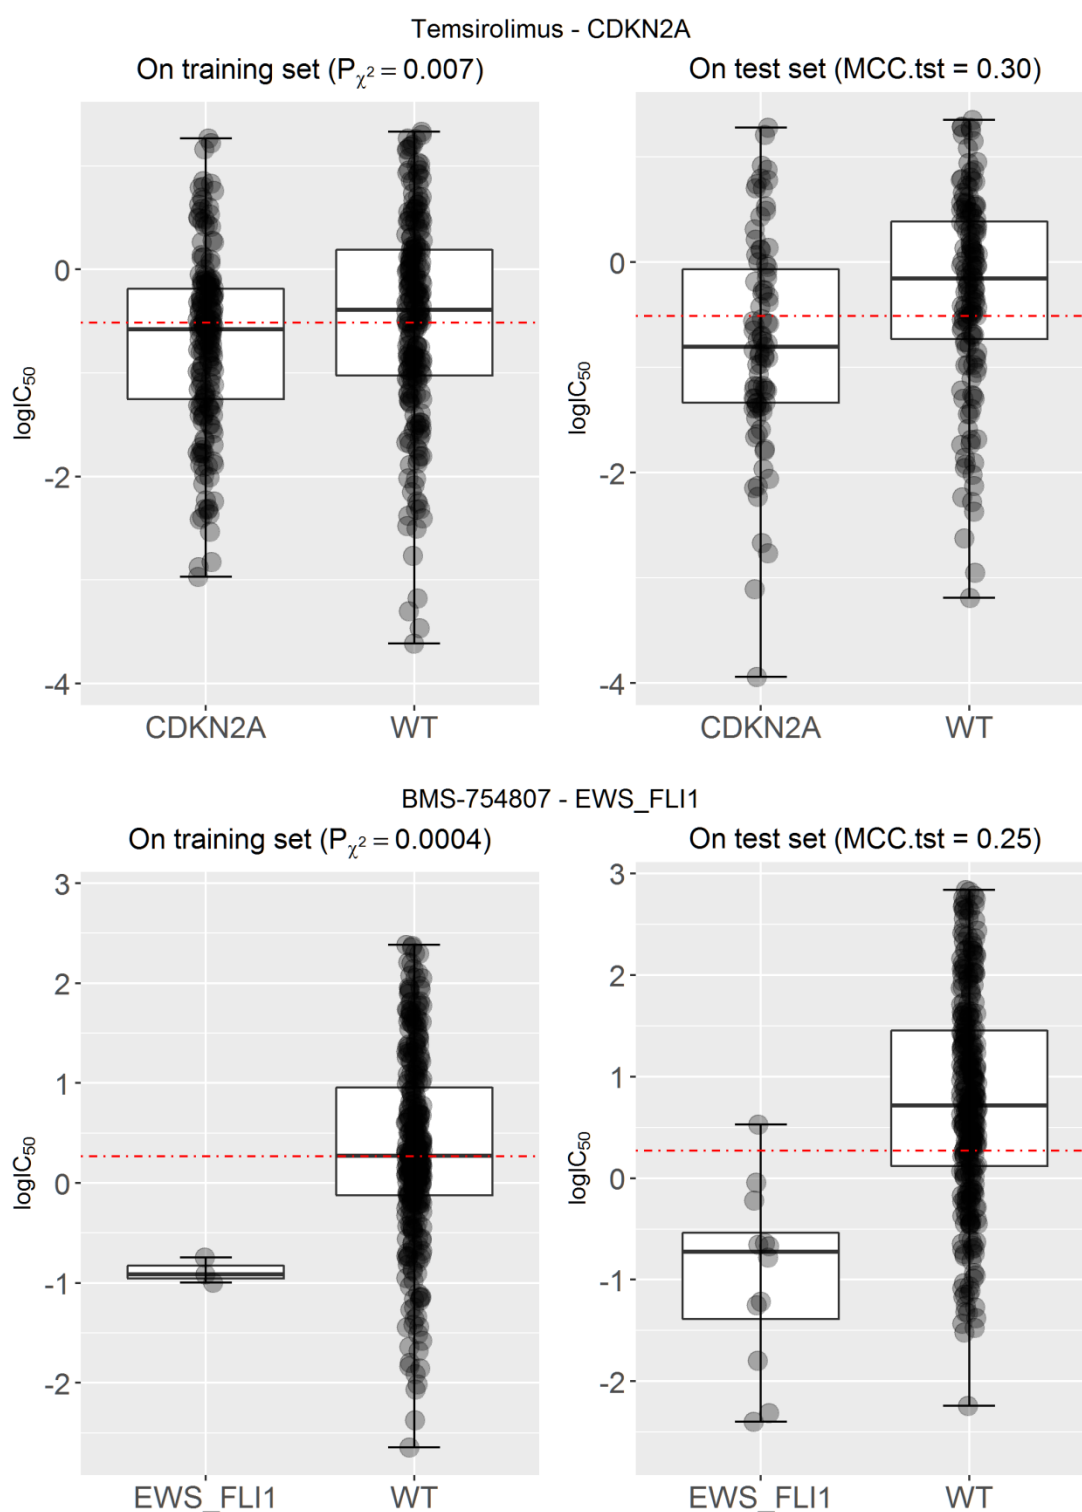 Temsirolimus - CDKN2A
On training set (Pχ² = 0.007)
On test set (MCC.tst = 0.30)
logIC50
0
-2
-4
CDKN2A WT
logIC50
0
-2
-4
CDKN2A WT
BMS-754807 - EWS_FLI1
On training set (Pχ² = 0.0004)
On test set (MCC.tst = 0.25)
logIC50
3
2
1
0
-1
-2
EWS_FLI1 WT
logIC50
3
2
1
0
-1
-2
EWS_FLI1 WT